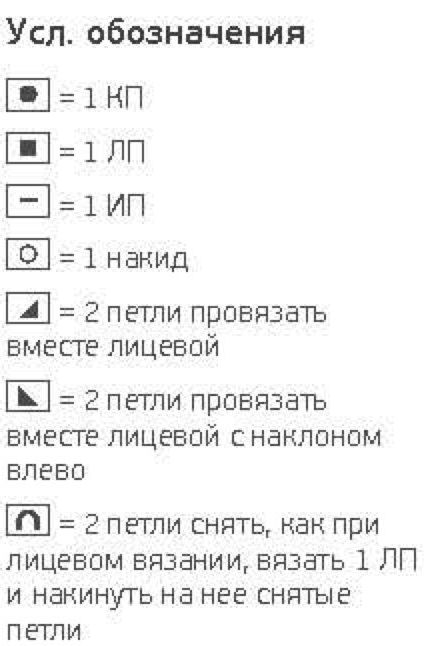 Усл. обозначения
= 1 КП
= 1 ЛП
= 1 ИП
= 1 накид
= 2 петли провязать
вместе лицевой
= 2 петли провязать
вместе лицевой с наклоном
влево
= 2 петли снять, как при
лицевом вязании, вязать 1 ЛП
и накинуть на нее снятые
петли